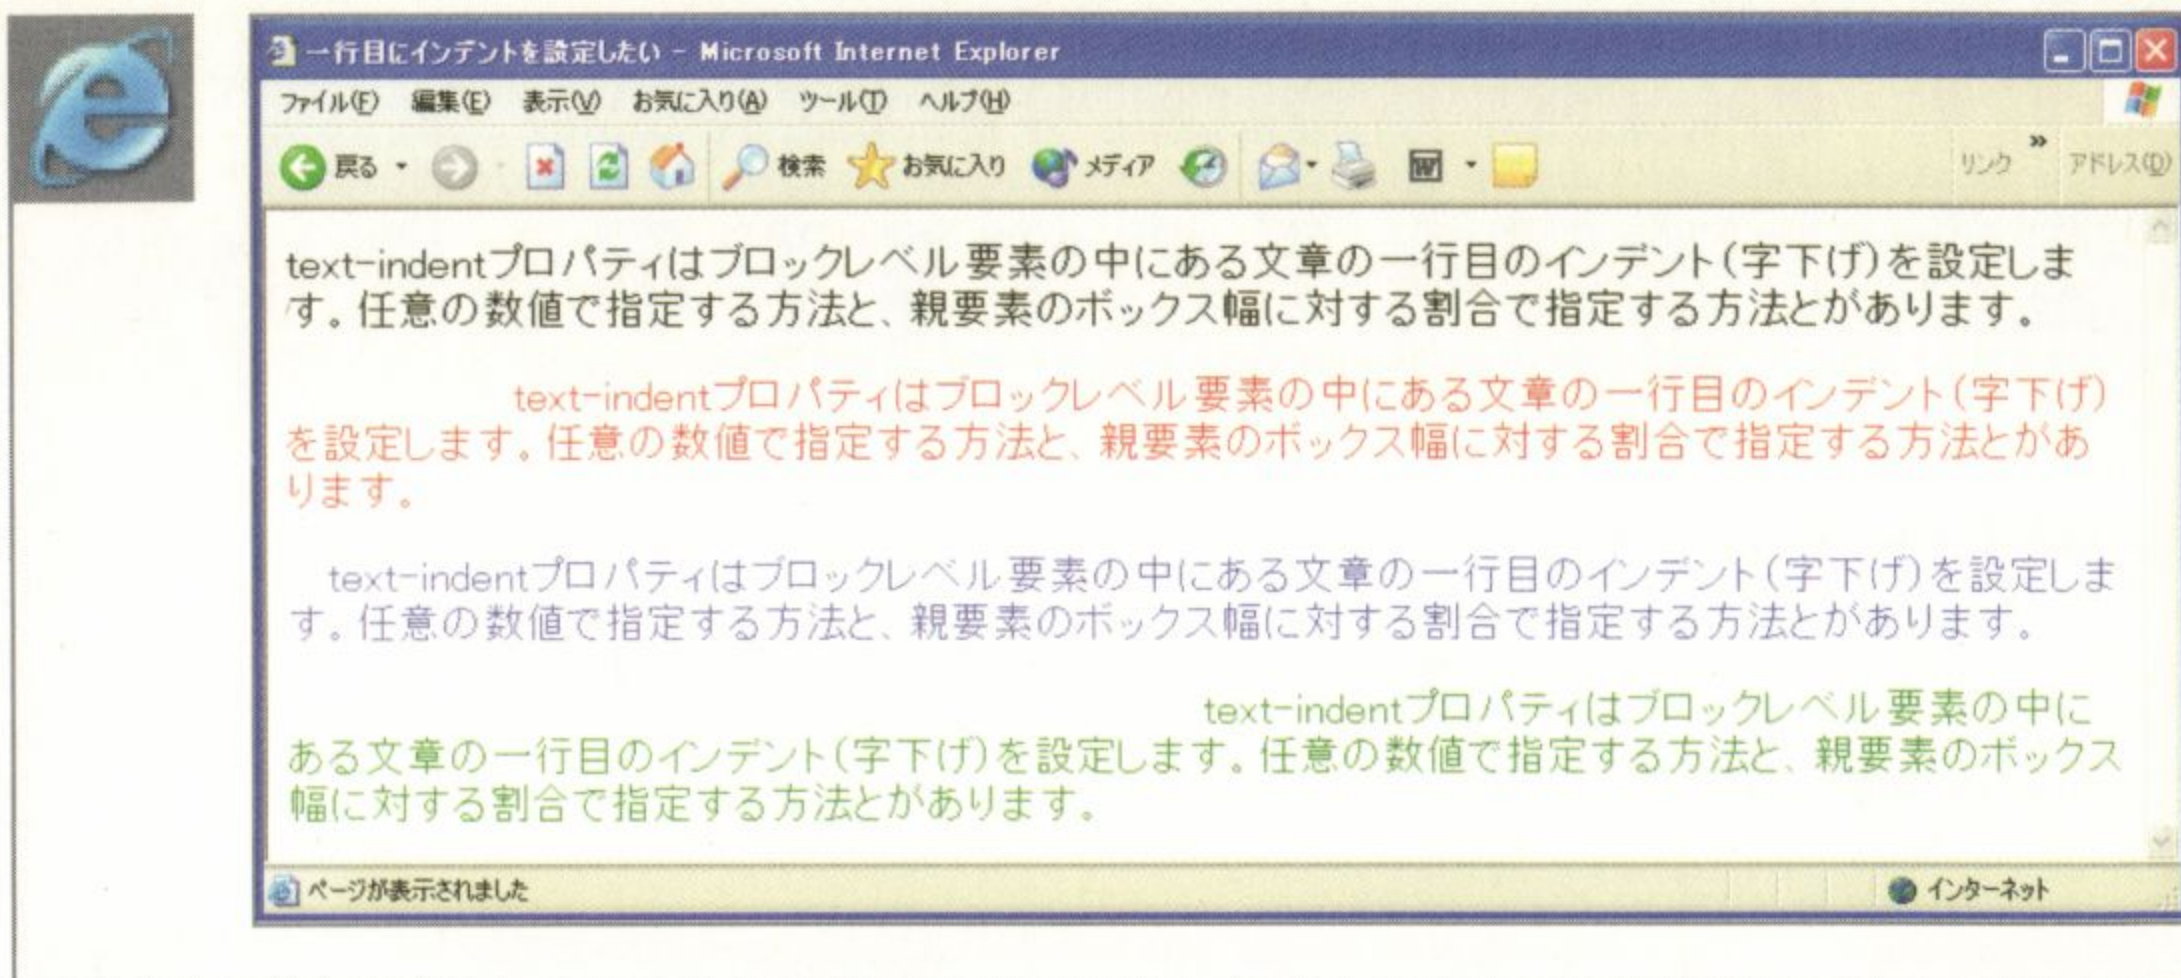 一行目にインデントを設定したい - Microsoft Internet Explorer
ファイル(F) 編集(E) 表示(V) お気に入り(A) ツール(T) ヘルプ(H)
戻る 検索 お気に入り メディア リンク » アドレス(D)
text-indentプロパティはブロックレベル要素の中にある文章の一行目のインデント(字下げ)を設定しま
す。任意の数値で指定する方法と、親要素のボックス幅に対する割合で指定する方法とがあります。
text-indentプロパティはブロックレベル要素の中にある文章の一行目のインデント(字下げ)
を設定します。任意の数値で指定する方法と、親要素のボックス幅に対する割合で指定する方法とがあ
ります。
text-indentプロパティはブロックレベル要素の中にある文章の一行目のインデント(字下げ)を設定しま
す。任意の数値で指定する方法と、親要素のボックス幅に対する割合で指定する方法とがあります。
text-indentプロパティはブロックレベル要素の中に
ある文章の一行目のインデント(字下げ)を設定します。任意の数値で指定する方法と、親要素のボックス
幅に対する割合で指定する方法とがあります。
ページが表示されました インターネット